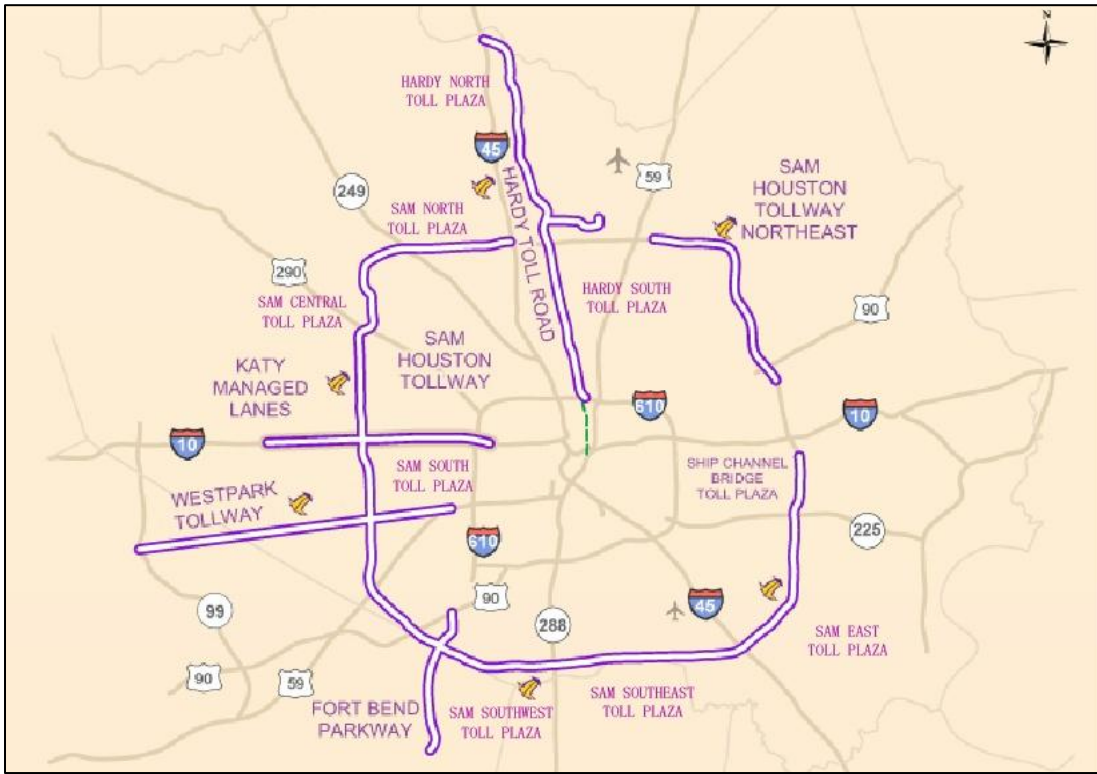 N
HARDY NORTH
TOLL PLAZA
45
59
SAM
HOUSTON
TOLLWAY
NORTHEAST
249
SAM NORTH
TOLL PLAZA
HARDY TOLL ROAD
290
SAM CENTRAL
TOLL PLAZA
HARDY SOUTH
TOLL PLAZA
90
SAM
HOUSTON
TOLLWAY
KATY
MANAGED
LANES
610
10
10
SAM SOUTH
TOLL PLAZA
SHIP CHANNEL
BRIDGE
TOLL PLAZA
WESTPARK
TOLLWAY
225
610
99
90
288
45
SAM EAST
TOLL PLAZA
90
59
FORT BEND
PARKWAY
SAM SOUTHWEST
TOLL PLAZA
SAM SOUTHEAST
TOLL PLAZA